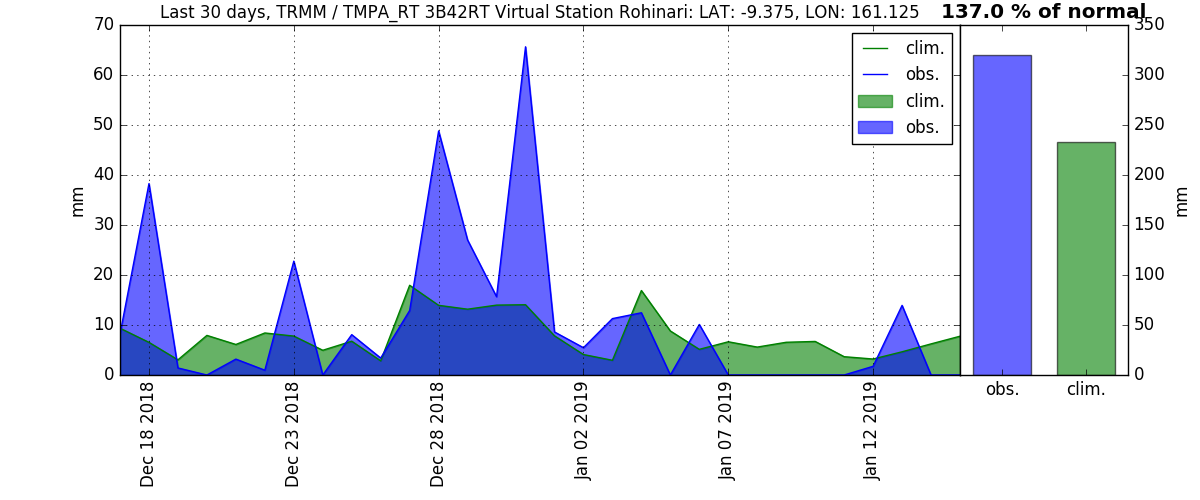 Last 30 days, TRMM / TMPA_RT 3B42RT Virtual Station Rohinari: LAT: -9.375, LON: 161.125
137.0 % of normal
70
60
50
40
30
20
10
0
mm
clim.
obs.
clim.
obs.
350
300
250
200
150
100
50
0
mm
obs.
clim.
Dec 18 2018
Dec 23 2018
Dec 28 2018
Jan 02 2019
Jan 07 2019
Jan 12 2019